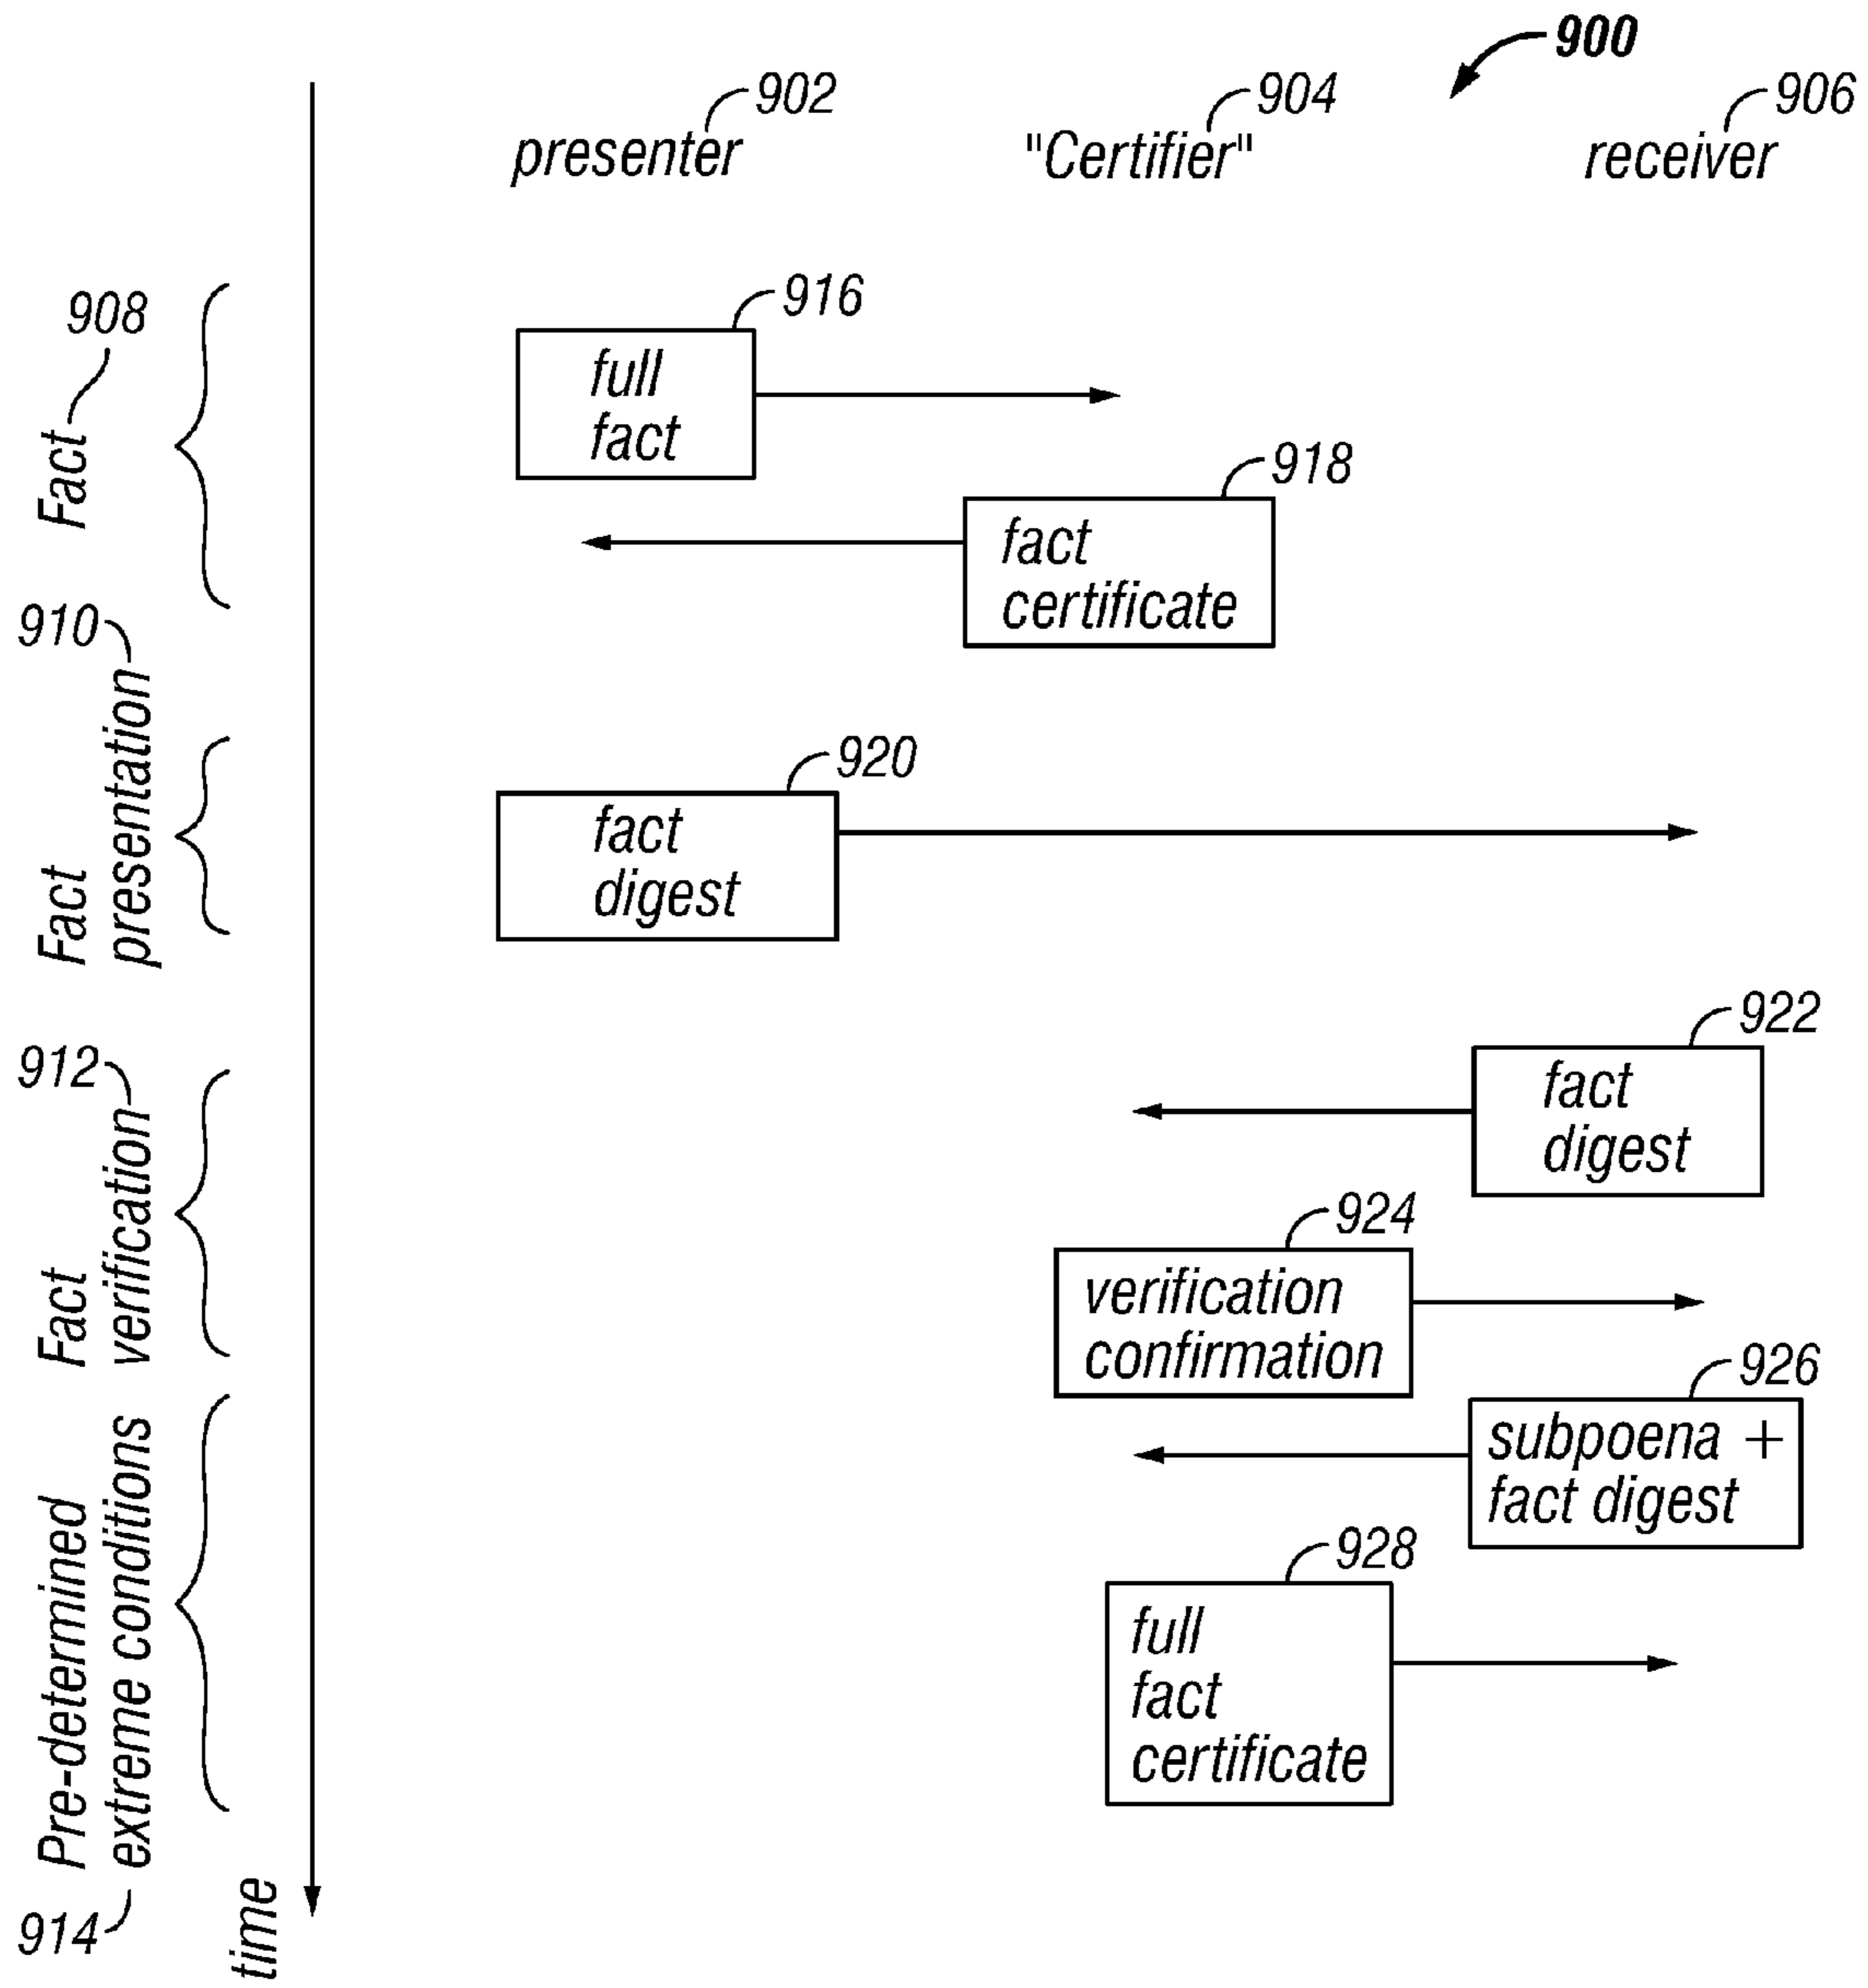 900
902
904
906
presenter
"Certifier"
receiver
908
Fact
916
full
fact
918
fact
certificate
910
Fact
presentation
920
fact
digest
912
Fact
verification
922
fact
digest
924
verification
confirmation
926
subpoena +
fact digest
Pre-determined
extreme conditions
914
928
full
fact
certificate
time